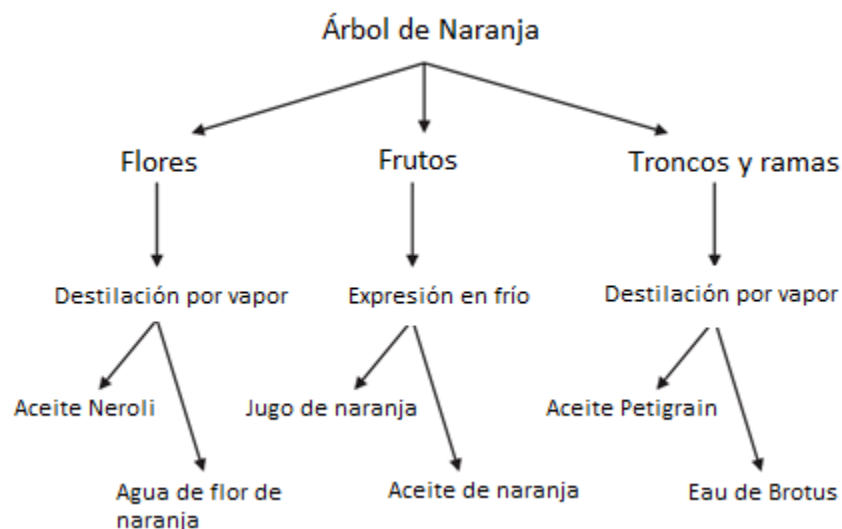 Árbol de Naranja
Flores
Frutos
Troncos y ramas
Destilación por vapor
Expresión en frío
Destilación por vapor
Aceite Neroli
Jugo de naranja
Aceite Petigrain
Agua de flor de
naranja
Aceite de naranja
Eau de Brotus